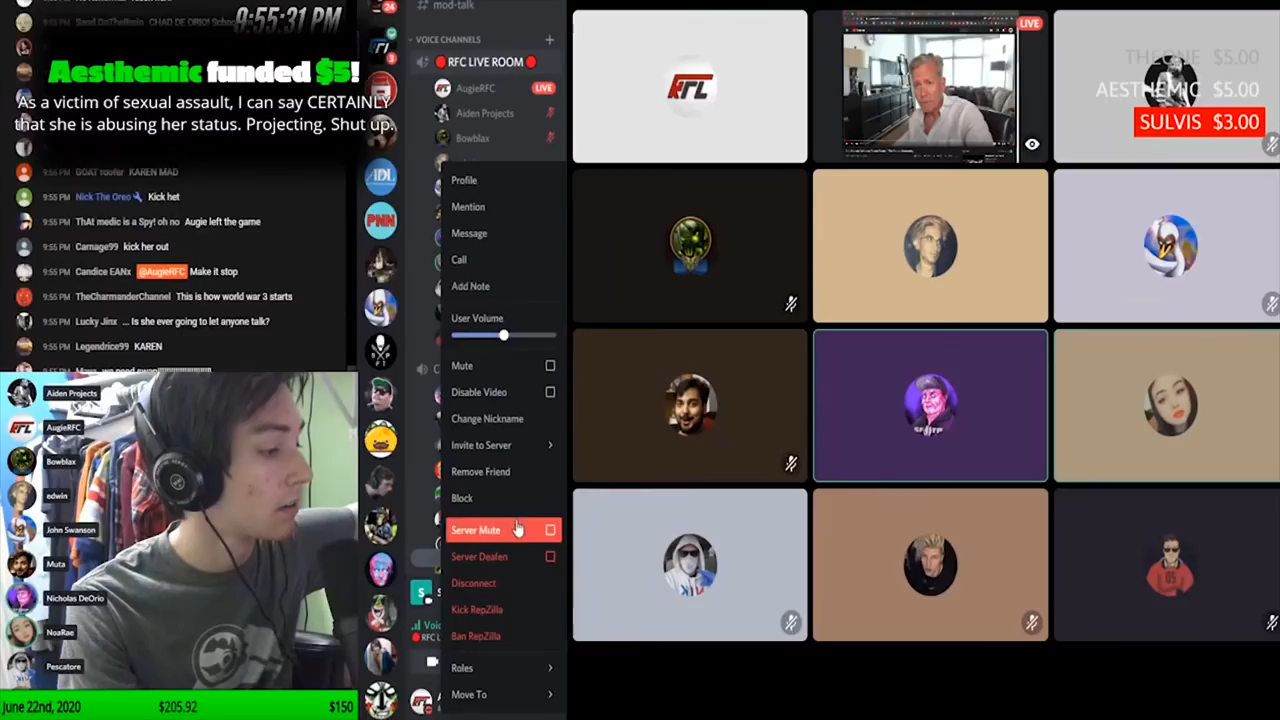 9:55:31 PM
Aesthemic funded $5!
As a victim of sexual assault, I can say CERTAINLY
that she is abusing her status. Projecting. Shut up.
9:55 PM GOAT roofer KAREN MAD
9:55 PM Nick The Oreo Kick het
9:55 PM ThAt medic is a Spy! oh no Augie left the game
9:55 PM Carnage99 kick her out
9:55 PM Candice EANx @AugieRFC Make it stop
9:55 PM TheCharmanderChannel This is how world war 3 starts
9:55 PM Lucky Jinx ... Is she ever going to let anyone talk?
9:55 PM Legendrice99 KAREN
Aiden Projects
AugieRFC
Bowblax
edwin
John Swanson
Muta
Nicholas DeOrio
NoaRae
Pescatore
June 22nd, 2020 $205.92 $150
24
3
ADL
PNN
# mod-talk
VOICE CHANNELS
RFC LIVE ROOM
AugieRFC LIVE
Aiden Projects
Bowblax
Profile
Mention
Message
Call
Add Note
User Volume
Mute
Disable Video
Change Nickname
Invite to Server
Remove Friend
Block
Server Mute
Server Deafen
Disconnect
Kick RepZilla
Ban RepZilla
Roles
Move To
S
LIVE
THEONE $5.00
AESTHEMIC $5.00
SULVIS $3.00